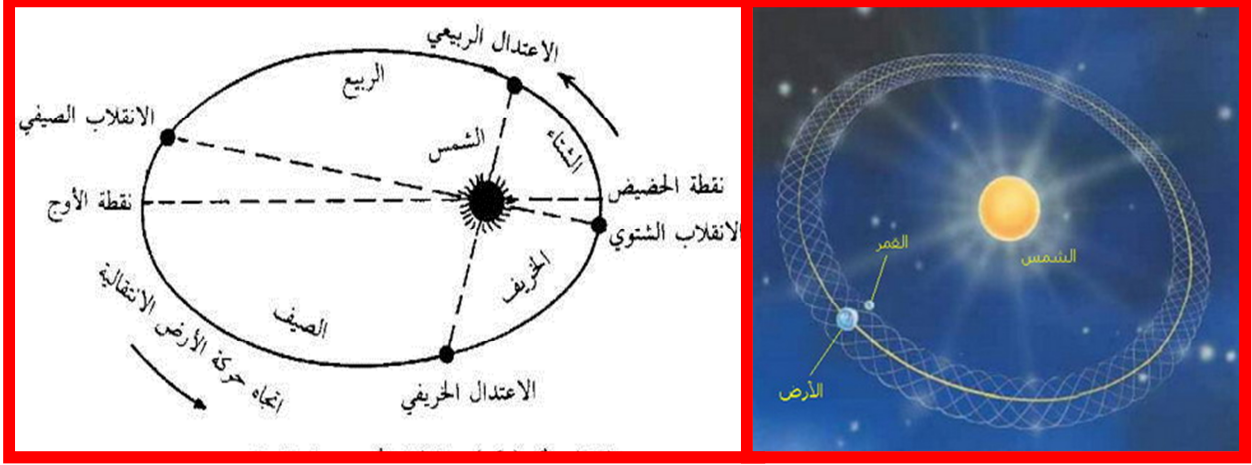 الاعتدال الربيعي
الربيع
الانقلاب الصيفي
الشمس
الشتاء
نقطة الحضيض
نقطة الأوج
الانقلاب الشتوي
الخريف
الصيف
اتجاه حركة الأرض الانتقالية
الاعتدال الخريفي
القمر
الشمس
الأرض